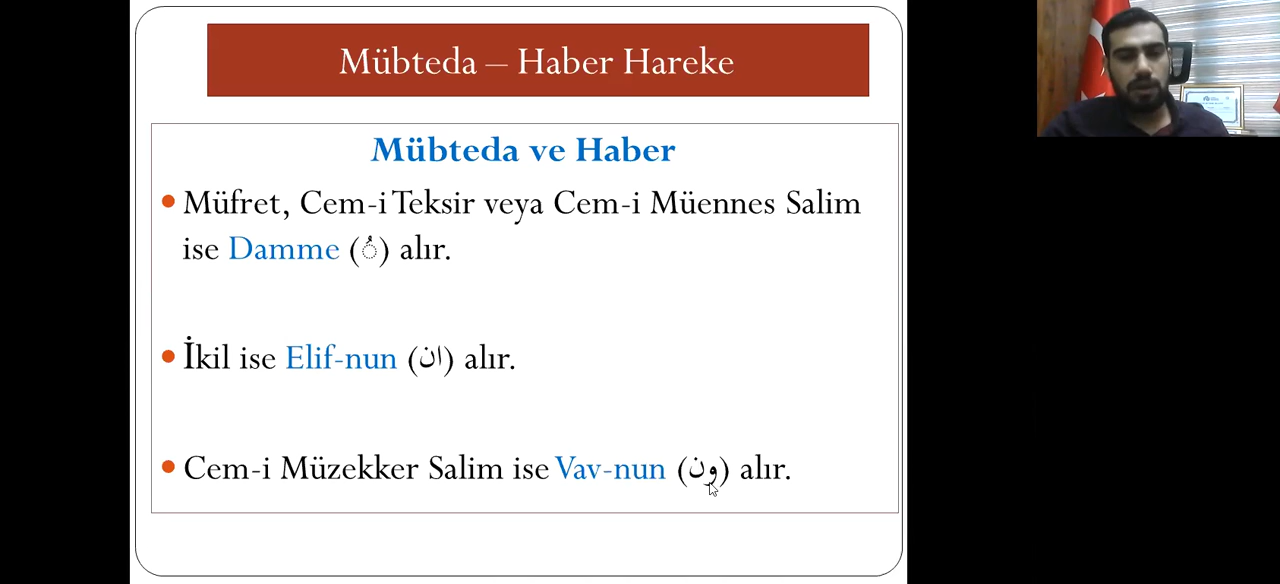 Mübteda – Haber Hareke
Mübteda ve Haber
• Müfret, Cem-i Teksir veya Cem-i Müennes Salim
ise Damme (ُ) alır.
• İkil ise Elif-nun (ان) alır.
• Cem-i Müzekker Salim ise Vav-nun (ون) alır.